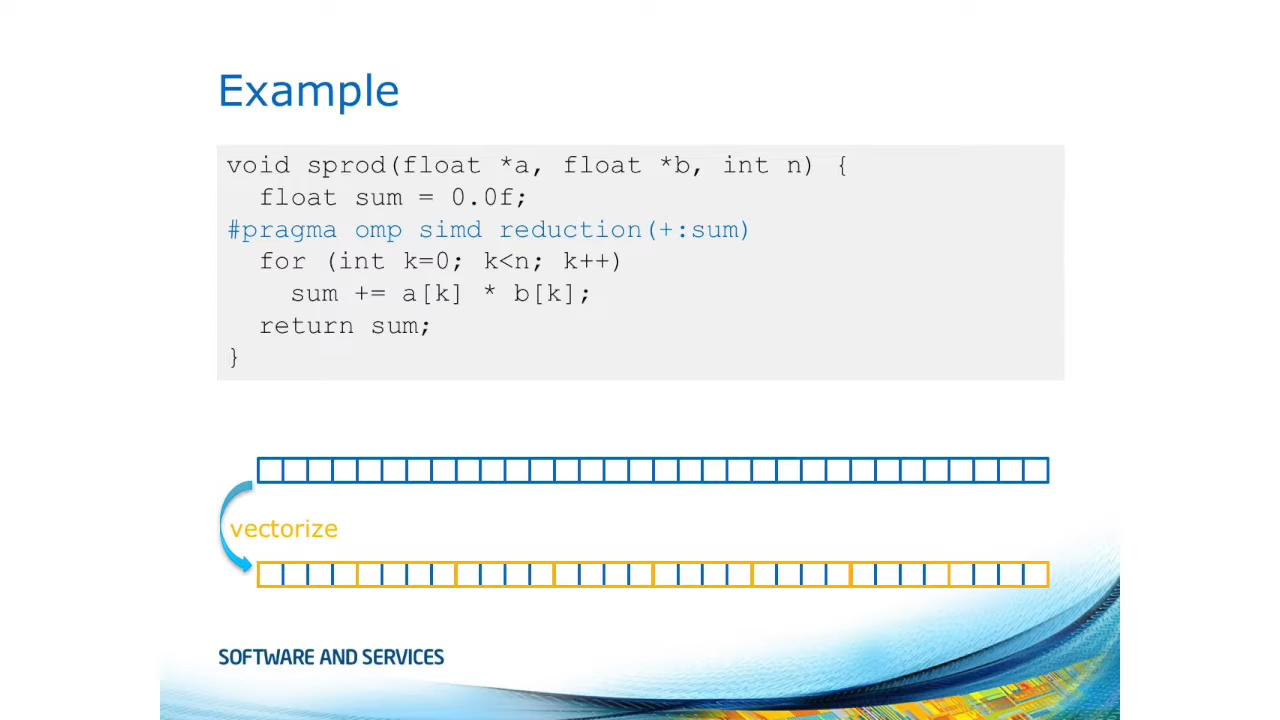 Example
void sprod(float *a, float *b, int n) {
  float sum = 0.0f;
#pragma omp simd reduction(+:sum)
  for (int k=0; k<n; k++)
    sum += a[k] * b[k];
  return sum;
}
vectorize
SOFTWARE AND SERVICES